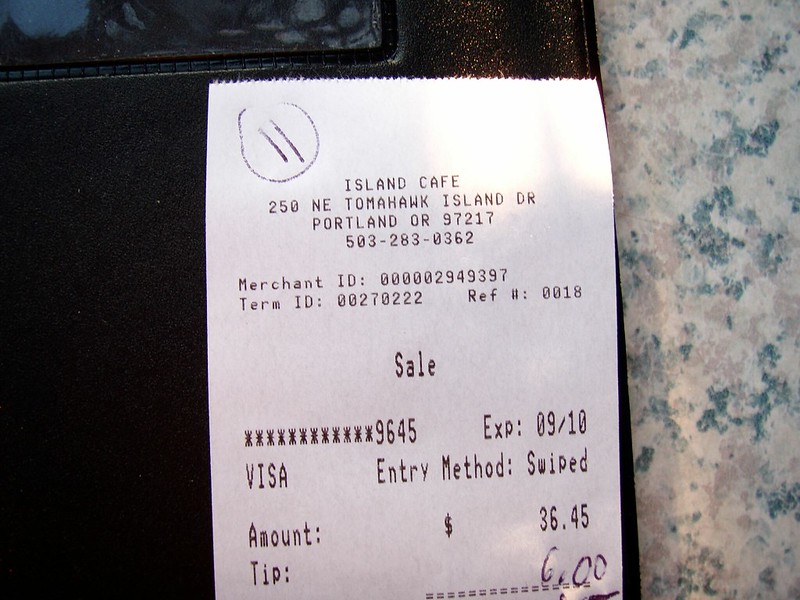 11
ISLAND CAFE
250 NE TOMAHAWK ISLAND DR
PORTLAND OR 97217
503-283-0362
Merchant ID: 000002949397
Term ID: 00270222 Ref #: 0018
Sale
************9645 Exp: 09/10
VISA Entry Method: Swiped
Amount: $ 36.45
Tip: 6.00